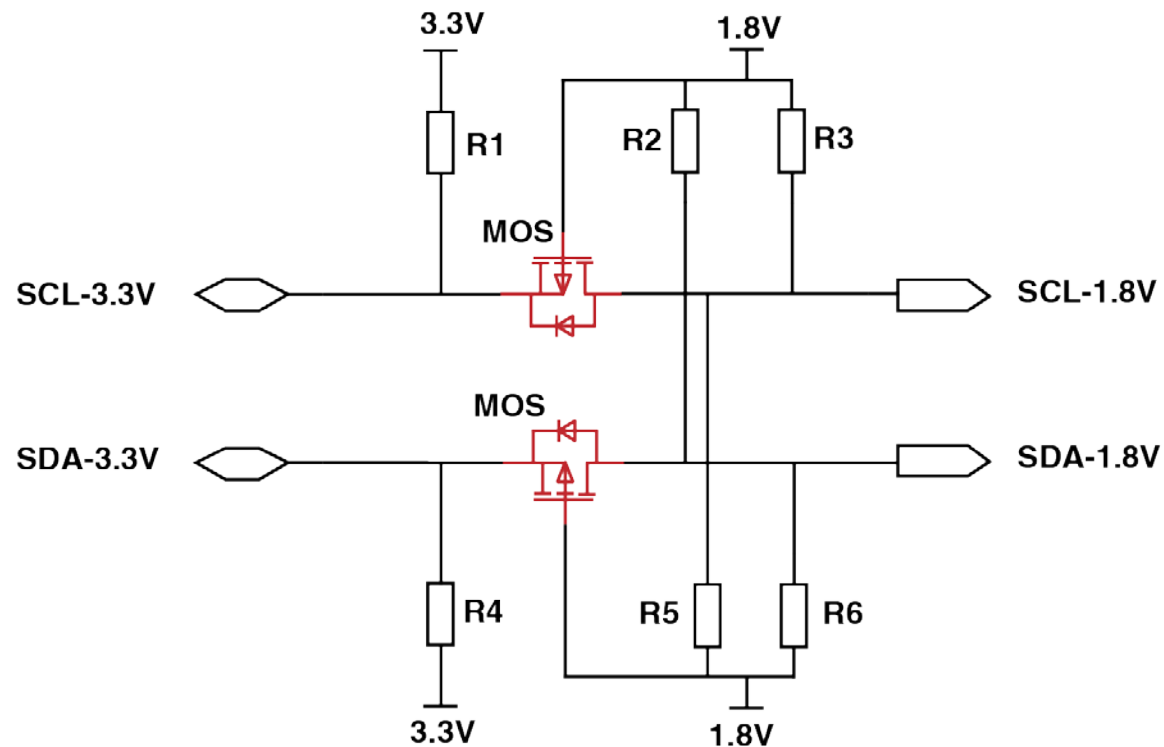 3.3V
1.8V
R1
R2
R3
MOS
SCL-3.3V
SCL-1.8V
MOS
SDA-3.3V
SDA-1.8V
R4
R5
R6
3.3V
1.8V